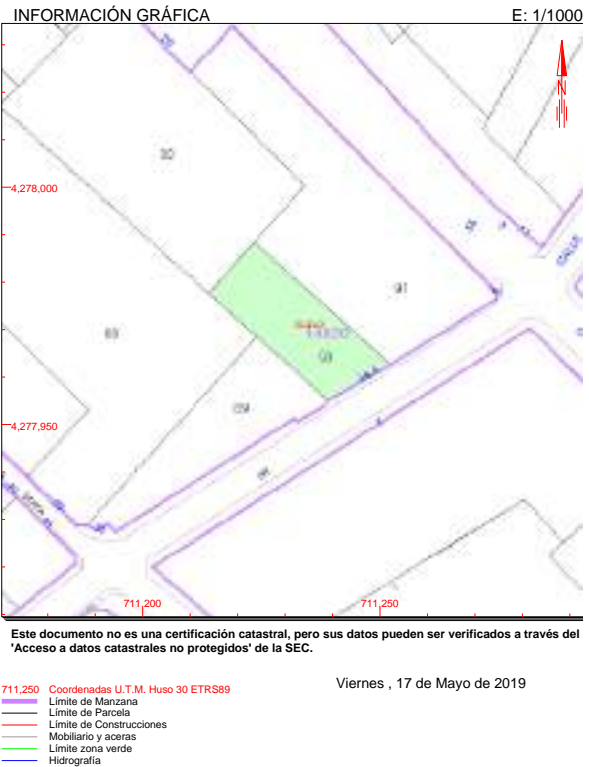 INFORMACIÓN GRÁFICA E: 1/1000
N
4,278,000
CALLE
91
4,277,950
711,200 711,250
Este documento no es una certificación catastral, pero sus datos pueden ser verificados a través del
'Acceso a datos catastrales no protegidos' de la SEC.
Viernes , 17 de Mayo de 2019
711,250 Coordenadas U.T.M. Huso 30 ETRS89
Límite de Manzana
Límite de Parcela
Límite de Construcciones
Mobiliario y aceras
Límite zona verde
Hidrografía